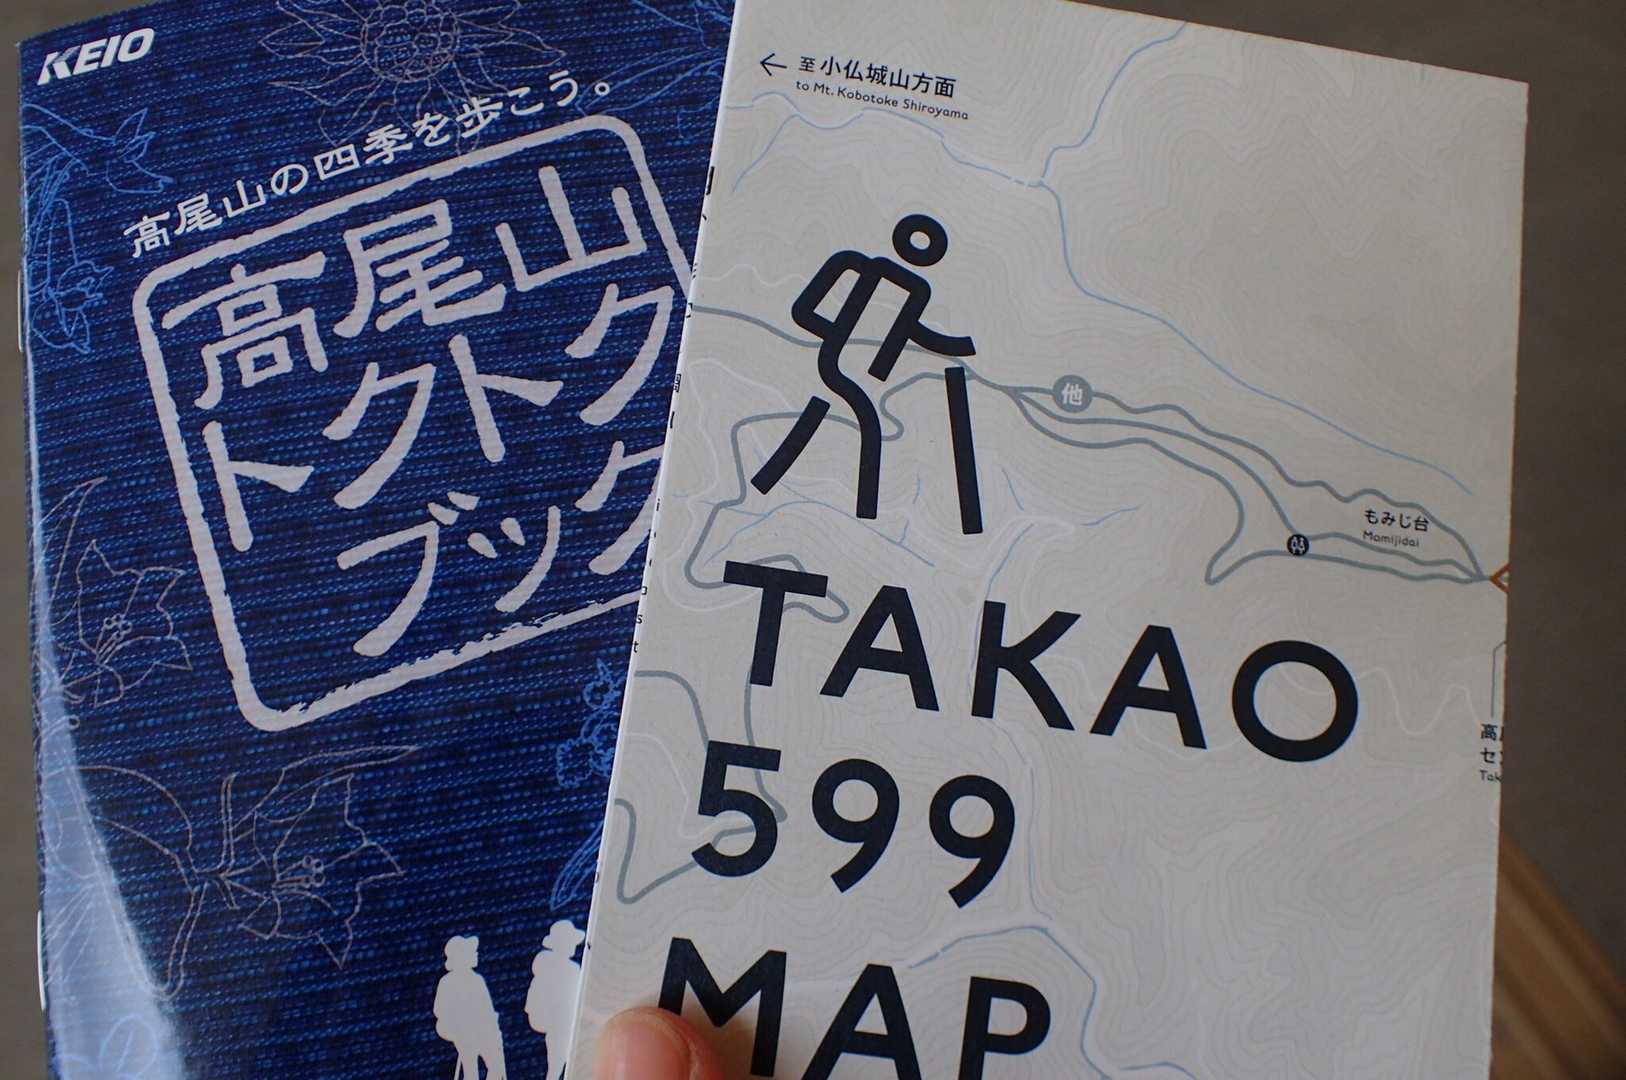 KEIO
高尾山の四季を歩こう。
高尾山
トクトク
ブック
至 小仏城山方面
to Mt. Kobotoke Shiroyama
他
もみじ台
Momijidai
TAKAO
599
MAP